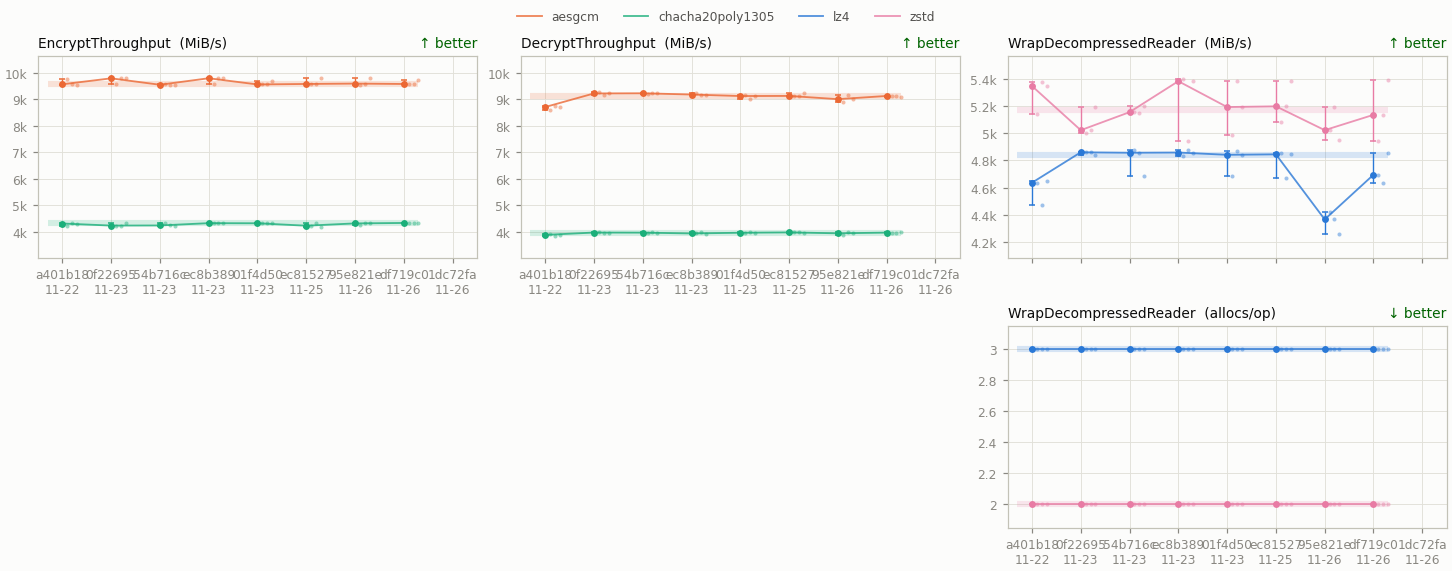 aesgcm chacha20poly1305 lz4 zstd
EncryptThroughput (MiB/s) ↑ better
10k
9k
8k
7k
6k
5k
4k
a401b18 0f22695 54b716c ec8b389 01f4d50 ec81527 95e821e df719c0 1dc72fa
11-22 11-23 11-23 11-23 11-23 11-25 11-26 11-26 11-26
DecryptThroughput (MiB/s) ↑ better
10k
9k
8k
7k
6k
5k
4k
a401b18 0f22695 54b716c ec8b389 01f4d50 ec81527 95e821e df719c0 1dc72fa
11-22 11-23 11-23 11-23 11-23 11-25 11-26 11-26 11-26
WrapDecompressedReader (MiB/s) ↑ better
5.4k
5.2k
5k
4.8k
4.6k
4.4k
4.2k
WrapDecompressedReader (allocs/op) ↓ better
3
2.8
2.6
2.4
2.2
2
a401b18 0f22695 54b716c ec8b389 01f4d50 ec81527 95e821e df719c0 1dc72fa
11-22 11-23 11-23 11-23 11-23 11-25 11-26 11-26 11-26